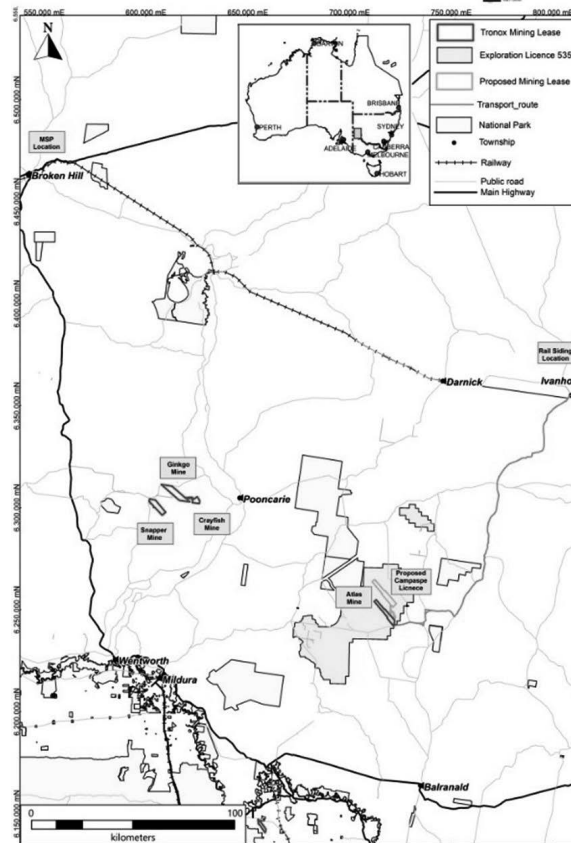 550,000 mE
600,000 mE
650,000 mE
700,000 mE
750,000 mE
800,000
N
Tronox Mining Lease
Exploration Licence 535
Proposed Mining Lease
Transport_route
National Park
Township
Railway
Public road
Main Highway
DARWIN
BRISBANE
PERTH
SYDNEY
ADELAIDE
CANBERRA
MELBOURNE
HOBART
6,500,000 mN
6,450,000 mN
6,400,000 mN
6,350,000 mN
6,300,000 mN
6,250,000 mN
6,200,000 mN
6,150,000 mN
MSP
Location
Broken Hill
Rail Siding
Location
Darnick
Ivanho
Ginkgo
Mine
Pooncarie
Snapper
Mine
Crayfish
Mine
Proposed
Campaspe
Licnece
Atlas
Mine
Wentworth
Mildura
Balranald
0
100
kilometers